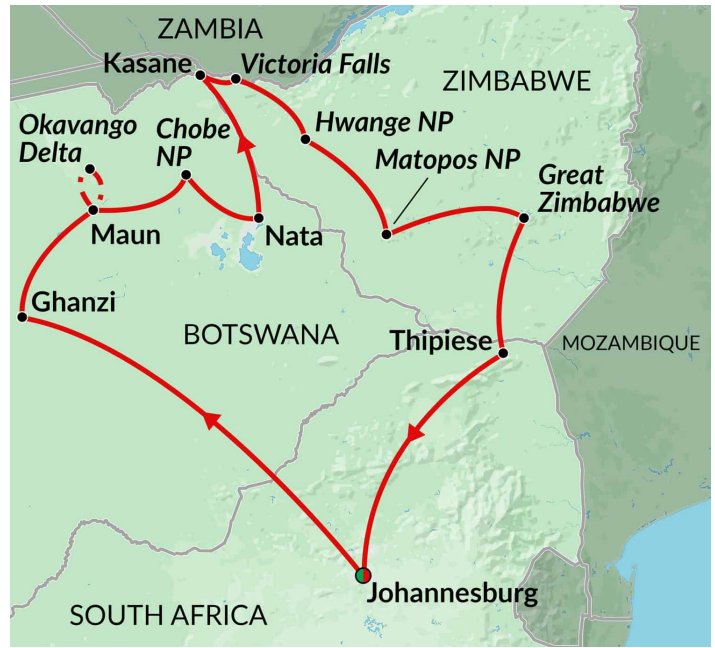 ZAMBIA
Kasane
Victoria Falls
ZIMBABWE
Okavango
Delta
Chobe
NP
Hwange NP
Matopos NP
Great
Zimbabwe
Maun
Nata
Ghanzi
BOTSWANA
Thipiese
MOZAMBIQUE
Johannesburg
SOUTH AFRICA